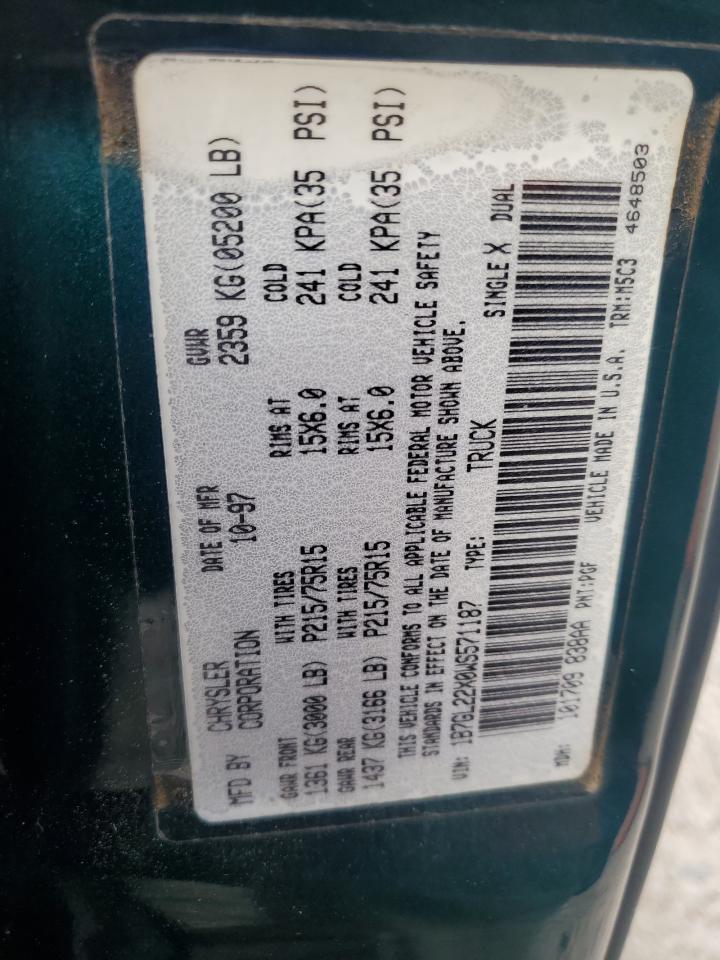 MFD BY CHRYSLER CORPORATION DATE OF MFR 10-97 GVWR 2359 KG(05200 LB)
GAWR FRONT WITH TIRES RIMS AT COLD
1361 KG(3000 LB) P215/75R15 15X6.0 241 KPA(35 PSI)
GAWR REAR WITH TIRES RIMS AT COLD
1437 KG(3166 LB) P215/75R15 15X6.0 241 KPA(35 PSI)
THIS VEHICLE CONFORMS TO ALL APPLICABLE FEDERAL MOTOR VEHICLE SAFETY
STANDARDS IN EFFECT ON THE DATE OF MANUFACTURE SHOWN ABOVE.
VIN: 1B7GL22X0WS571187 TYPE: TRUCK SINGLE X DUAL
MDH: 101709 838AA PNT:PGF VEHICLE MADE IN U.S.A. TRM:M5C3 4648503